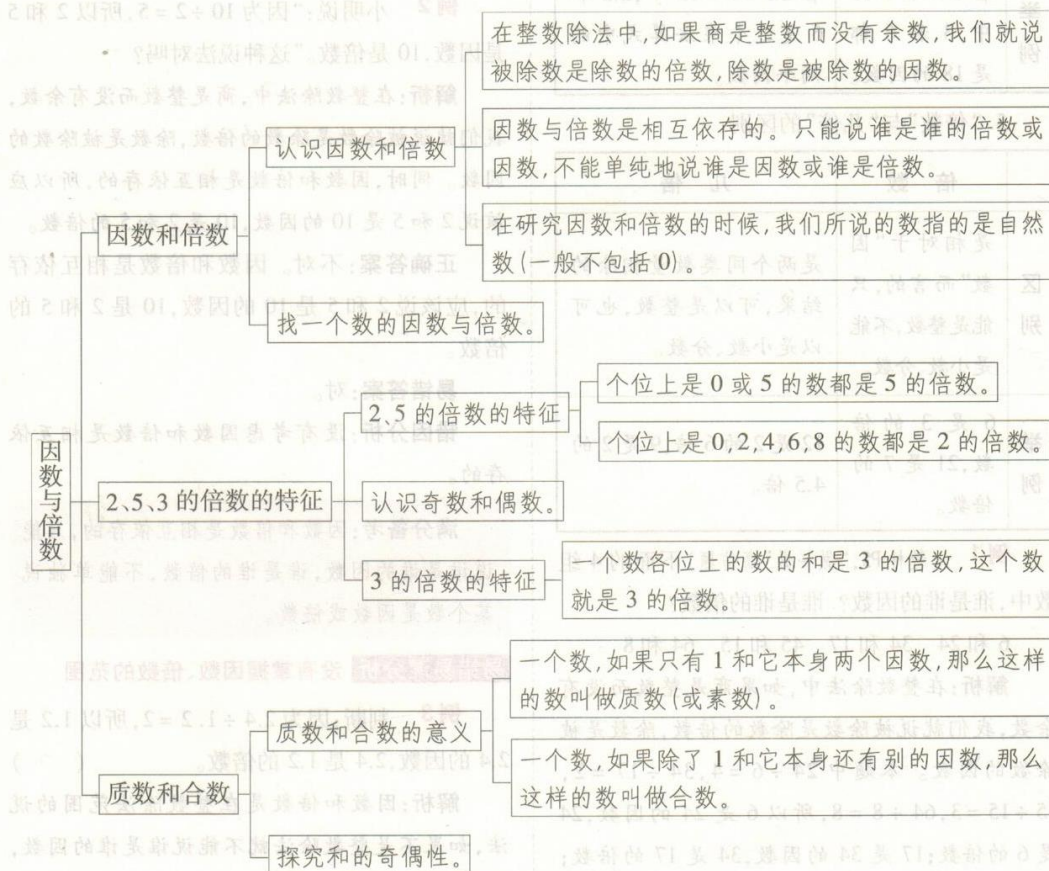 因数与倍数
因数和倍数
认识因数和倍数
在整数除法中,如果商是整数而没有余数,我们就说
被除数是除数的倍数,除数是被除数的因数。
因数与倍数是相互依存的。只能说谁是谁的倍数或
因数,不能单纯地说谁是因数或谁是倍数。
在研究因数和倍数的时候,我们所说的数指的是自然
数(一般不包括0)。
找一个数的因数与倍数。
2、5、3的倍数的特征
2、5的倍数的特征
个位上是0或5的数都是5的倍数。
个位上是0,2,4,6,8的数都是2的倍数。
认识奇数和偶数。
3的倍数的特征
一个数各位上的数的和是3的倍数,这个数
就是3的倍数。
质数和合数
质数和合数的意义
一个数,如果只有1和它本身两个因数,那么这样
的数叫做质数(或素数)。
一个数,如果除了1和它本身还有别的因数,那么
这样的数叫做合数。
探究和的奇偶性。